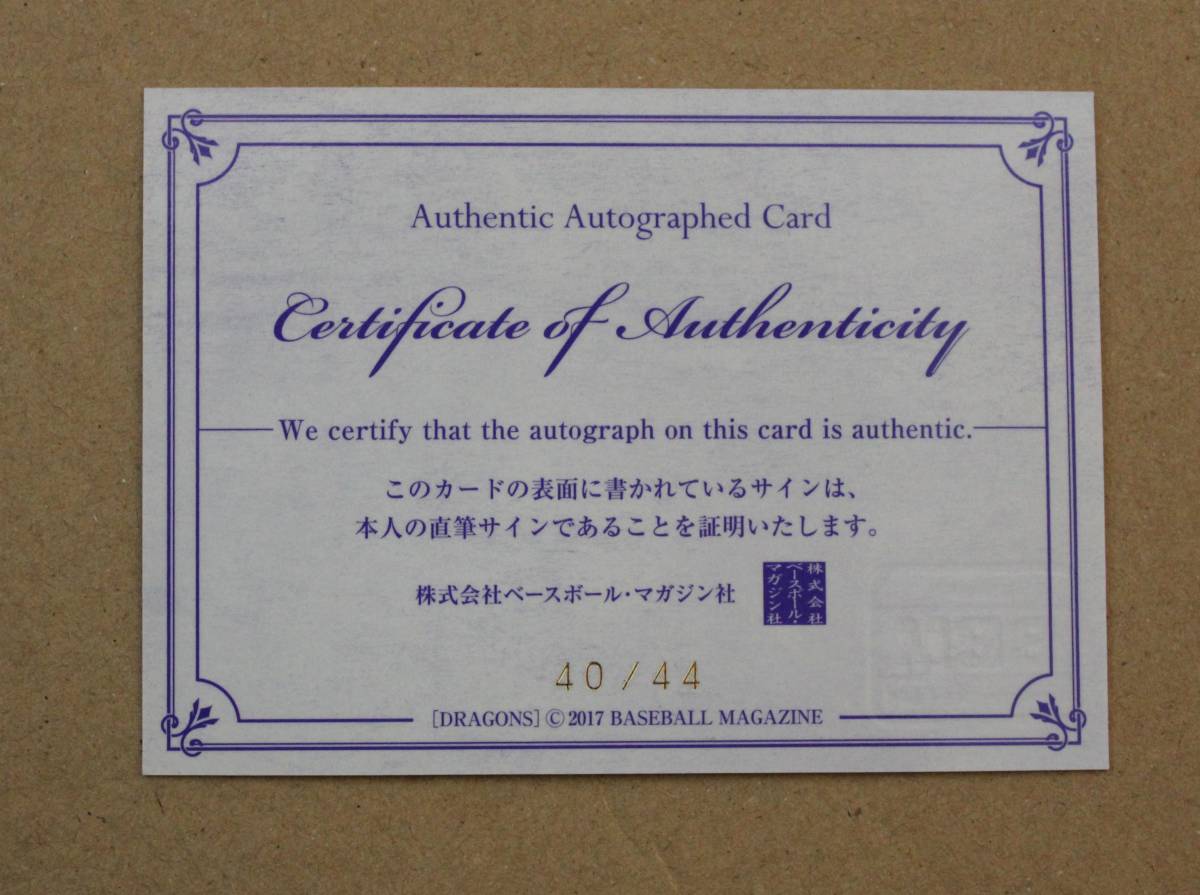 Authentic Autographed Card
Certificate of Authenticity
We certify that the autograph on this card is authentic.
このカードの表面に書かれているサインは、
本人の直筆サインであることを証明いたします。
株式会社ベースボール・マガジン社
株式会社
ベースボール・
マガジン社
40/44
[DRAGONS] © 2017 BASEBALL MAGAZINE